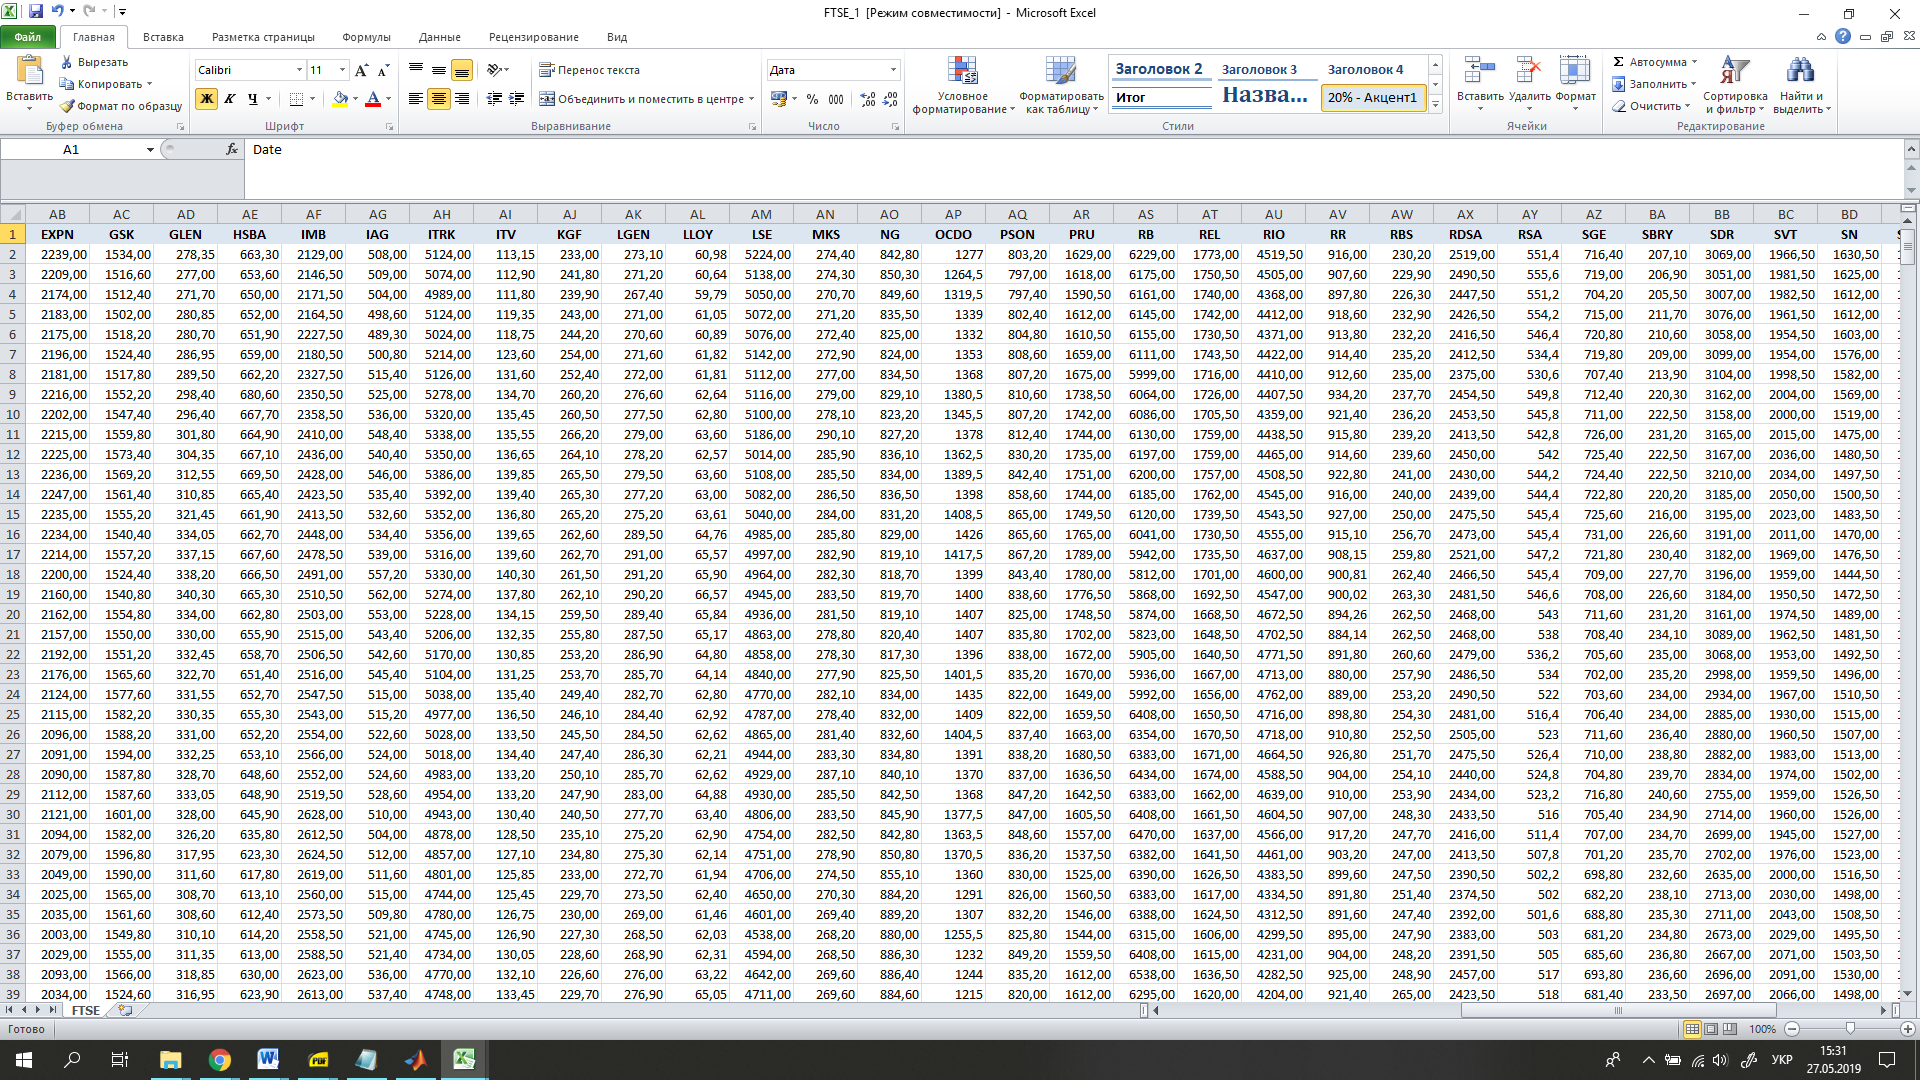 FTSE_1 [Режим совместимости] - Microsoft Excel
Файл Главная Вставка Разметка страницы Формулы Данные Рецензирование Вид
Вставить Вырезать Копировать Формат по образцу Буфер обмена
Calibri 11 Ж К Ч Шрифт
Перенос текста Объединить и поместить в центре Выравнивание
Дата % 000 Число
Условное форматирование Форматировать как таблицу
Заголовок 2 Заголовок 3 Заголовок 4
Итог Назва... 20% - Акцент1 Стили
Вставить Удалить Формат Ячейки
Автосумма Заполнить Очистить Сортировка и фильтр Найти и выделить Редактирование
A1 fx Date
AB AC AD AE AF AG AH AI AJ AK AL AM AN AO AP AQ AR AS AT AU AV AW AX AY AZ BA BB BC BD
1 EXPN GSK GLEN HSBA IMB IAG ITRK ITV KGF LGEN LLOY LSE MKS NG OCDO PSON PRU RB REL RIO RR RBS RDSA RSA SGE SBRY SDR SVT SN
2 2239,00 1534,00 278,35 663,30 2129,00 508,00 5124,00 113,15 233,00 273,10 60,98 5224,00 274,40 842,80 1277 803,20 1629,00 6229,00 1773,00 4519,50 916,00 230,20 2519,00 551,4 716,40 207,10 3069,00 1966,50 1630,50
3 2209,00 1516,60 277,00 653,60 2146,50 509,00 5074,00 112,90 241,80 271,20 60,64 5138,00 274,30 850,30 1264,5 797,00 1618,00 6175,00 1750,50 4505,00 907,60 229,90 2490,50 555,6 719,00 206,90 3051,00 1981,50 1625,00
4 2174,00 1512,40 271,70 650,00 2171,50 504,00 4989,00 111,80 239,90 267,40 59,79 5050,00 270,70 849,60 1319,5 797,40 1590,50 6161,00 1740,00 4368,00 897,80 226,30 2447,50 551,2 704,20 205,50 3007,00 1982,50 1612,00
5 2183,00 1502,00 280,85 652,00 2164,50 498,60 5124,00 119,35 243,00 271,00 61,05 5072,00 271,20 835,50 1339 802,40 1612,00 6145,00 1742,00 4412,00 918,60 232,90 2426,50 554,2 715,00 211,70 3076,00 1961,50 1612,00
6 2175,00 1518,20 280,70 651,90 2227,50 489,30 5024,00 118,75 244,20 270,60 60,89 5076,00 272,40 825,00 1332 804,80 1610,50 6155,00 1730,50 4371,00 913,80 232,20 2416,50 546,4 720,80 210,60 3058,00 1954,50 1603,00
7 2196,00 1524,40 286,95 659,00 2180,50 500,80 5214,00 123,60 254,00 271,60 61,82 5142,00 272,90 824,00 1353 808,60 1659,00 6111,00 1743,50 4422,00 914,40 235,20 2412,50 534,4 719,80 209,00 3099,00 1954,00 1576,00
8 2181,00 1517,80 289,50 662,20 2327,50 515,40 5126,00 131,60 252,40 272,00 61,81 5112,00 277,00 834,50 1368 807,20 1675,00 5999,00 1716,00 4410,00 912,60 235,00 2375,00 530,6 707,40 213,90 3104,00 1998,50 1582,00
9 2216,00 1552,20 298,40 680,60 2350,50 525,00 5278,00 134,70 260,20 276,60 62,64 5116,00 279,00 829,10 1380,5 810,60 1738,50 6064,00 1726,00 4407,50 934,20 237,70 2454,50 549,8 712,40 220,30 3162,00 2004,00 1569,00
10 2202,00 1547,40 296,40 667,70 2358,50 536,00 5320,00 135,45 260,50 277,50 62,80 5100,00 278,10 823,20 1345,5 807,20 1742,00 6086,00 1705,50 4359,00 921,40 236,20 2453,50 545,8 711,00 222,50 3158,00 2000,00 1519,00
11 2215,00 1559,80 301,80 664,90 2410,00 548,40 5338,00 135,55 266,20 279,00 63,60 5186,00 290,10 827,20 1378 812,40 1744,00 6130,00 1759,00 4438,50 915,80 239,20 2413,50 542,8 726,00 231,20 3165,00 2015,00 1475,00
12 2225,00 1573,40 304,35 667,10 2436,00 540,40 5350,00 136,65 264,10 278,20 62,57 5014,00 285,90 836,10 1362,5 830,20 1735,00 6197,00 1759,00 4465,00 914,60 239,60 2450,00 542 725,40 222,50 3167,00 2036,00 1480,50
13 2236,00 1569,20 312,55 669,50 2428,00 546,00 5386,00 139,85 265,50 279,50 63,60 5108,00 285,50 834,00 1389,5 842,40 1751,00 6200,00 1757,00 4508,50 922,80 241,00 2430,00 544,2 724,40 222,50 3210,00 2034,00 1497,50
14 2247,00 1561,40 310,85 665,40 2423,50 535,40 5392,00 139,40 265,30 277,20 63,00 5082,00 286,50 836,50 1398 858,60 1744,00 6185,00 1762,00 4545,00 916,00 240,00 2439,00 544,4 722,80 220,20 3185,00 2050,00 1500,50
15 2235,00 1555,20 321,45 661,90 2413,50 532,60 5352,00 136,80 265,20 275,20 63,61 5040,00 284,00 831,20 1408,5 865,00 1749,50 6120,00 1739,50 4543,50 927,00 250,00 2475,50 545,4 725,60 216,00 3195,00 2023,00 1483,50
16 2234,00 1540,40 334,05 662,70 2448,00 534,40 5356,00 139,65 262,60 289,50 64,76 4985,00 285,80 829,00 1426 865,60 1765,00 6041,00 1730,50 4555,00 915,10 256,70 2473,00 545,4 731,00 226,60 3191,00 2011,00 1470,00
17 2214,00 1557,20 337,15 667,60 2478,50 539,00 5316,00 139,60 262,70 291,00 65,57 4997,00 282,90 819,10 1417,5 867,20 1789,00 5942,00 1735,50 4637,00 908,15 259,80 2521,00 547,2 721,80 230,40 3182,00 1969,00 1476,50
18 2200,00 1524,40 338,20 666,50 2491,00 557,20 5330,00 140,30 261,50 291,20 65,90 4964,00 282,30 818,70 1399 843,40 1780,00 5812,00 1701,00 4600,00 900,81 262,40 2466,50 545,4 709,00 227,70 3196,00 1959,00 1444,50
19 2160,00 1540,80 340,30 665,30 2510,50 562,00 5274,00 137,80 262,10 290,20 66,57 4945,00 283,50 819,70 1400 838,60 1776,50 5868,00 1692,50 4547,00 900,02 263,30 2481,50 546,6 708,00 226,60 3184,00 1950,50 1472,50
20 2162,00 1554,80 334,00 662,80 2503,00 553,00 5228,00 134,15 259,50 289,40 65,84 4936,00 281,50 819,10 1407 825,00 1748,50 5874,00 1668,50 4672,50 894,26 262,50 2468,00 543 711,60 231,20 3161,00 1974,50 1489,00
21 2157,00 1550,00 330,00 655,90 2515,00 543,40 5206,00 132,35 255,80 287,50 65,17 4863,00 278,80 820,40 1407 835,80 1702,00 5823,00 1648,50 4702,50 884,14 262,50 2468,00 538 708,40 234,10 3089,00 1962,50 1481,50
22 2192,00 1551,20 332,45 658,70 2506,50 542,60 5170,00 130,85 253,20 286,90 64,80 4858,00 278,30 817,30 1396 838,00 1672,00 5905,00 1640,50 4771,50 891,80 260,60 2479,00 536,2 705,60 235,00 3068,00 1953,00 1492,50
23 2176,00 1565,60 322,70 651,40 2516,00 545,40 5104,00 131,25 253,70 285,70 64,14 4840,00 277,90 825,50 1401,5 835,20 1670,00 5936,00 1667,00 4713,00 880,00 257,90 2486,50 534 702,00 235,20 2998,00 1959,50 1496,00
24 2124,00 1577,60 331,55 652,70 2547,50 515,00 5038,00 135,40 249,40 282,70 62,80 4770,00 282,10 834,00 1435 822,00 1649,00 5992,00 1656,00 4762,00 889,00 253,20 2490,50 522 703,60 234,00 2934,00 1967,00 1510,50
25 2115,00 1582,20 330,35 655,30 2543,00 515,20 4977,00 136,50 246,10 284,40 62,92 4787,00 278,40 832,00 1409 822,00 1659,50 6408,00 1650,50 4716,00 898,80 254,30 2481,00 516,4 706,40 234,00 2885,00 1930,00 1515,00
26 2096,00 1588,20 331,00 652,20 2554,00 522,60 5028,00 133,50 245,50 284,50 62,62 4865,00 281,40 832,60 1404,5 837,40 1663,00 6354,00 1670,50 4718,00 910,80 252,50 2505,00 523 711,60 236,40 2880,00 1960,50 1507,00
27 2091,00 1594,00 332,25 653,10 2566,00 524,00 5018,00 134,40 247,40 286,30 62,21 4944,00 283,30 834,80 1391 838,20 1680,50 6383,00 1671,00 4664,50 926,80 251,70 2475,50 526,4 710,00 238,80 2882,00 1983,00 1513,00
28 2090,00 1587,80 328,70 648,60 2552,00 524,60 4983,00 133,20 250,10 285,70 62,62 4929,00 287,10 840,10 1370 837,00 1636,50 6434,00 1674,00 4588,50 904,00 254,10 2440,00 524,8 704,80 239,70 2834,00 1974,00 1502,00
29 2112,00 1587,60 333,05 648,90 2519,50 528,60 4954,00 133,20 247,90 283,00 64,88 4930,00 285,50 842,50 1368 847,20 1642,50 6383,00 1662,00 4639,00 910,00 253,90 2434,00 523,2 716,80 240,60 2755,00 1959,00 1526,50
30 2121,00 1601,00 328,00 645,90 2628,00 510,00 4943,00 130,40 240,50 277,70 63,40 4806,00 283,50 845,90 1377,5 847,00 1605,50 6408,00 1661,50 4604,50 907,00 248,30 2433,50 516 705,40 234,90 2714,00 1960,00 1526,00
31 2094,00 1582,00 326,20 635,80 2612,50 504,00 4878,00 128,50 235,10 275,20 62,90 4754,00 282,50 842,80 1363,5 848,60 1557,00 6470,00 1637,00 4566,00 917,20 247,70 2416,00 511,4 707,00 234,70 2699,00 1945,00 1527,00
32 2079,00 1596,80 317,95 623,30 2624,50 512,00 4857,00 127,10 234,80 275,30 62,14 4751,00 278,90 850,80 1370,5 836,20 1537,50 6382,00 1641,50 4461,00 903,20 247,00 2413,50 507,8 701,20 235,70 2702,00 1976,00 1523,00
33 2049,00 1590,00 311,60 617,80 2619,00 511,60 4801,00 125,85 233,00 272,70 61,94 4706,00 274,50 855,10 1360 830,00 1525,00 6390,00 1626,50 4383,50 899,60 247,50 2390,50 502,2 698,80 232,60 2635,00 2000,00 1516,50
34 2025,00 1565,00 308,70 613,10 2560,00 515,00 4744,00 125,45 229,70 273,50 62,40 4650,00 270,30 884,20 1291 826,00 1560,50 6383,00 1617,00 4334,50 891,80 251,40 2374,50 502 682,20 238,10 2713,00 2030,00 1498,00
35 2035,00 1561,60 308,60 612,40 2573,50 509,80 4780,00 126,75 230,00 269,00 61,46 4601,00 269,40 889,20 1307 832,20 1546,00 6388,00 1624,50 4312,50 891,60 247,40 2392,00 501,6 688,80 235,30 2711,00 2043,00 1508,50
36 2003,00 1549,80 310,10 614,20 2558,50 521,00 4745,00 126,90 227,30 268,50 62,03 4538,00 268,20 880,00 1255,5 825,80 1544,00 6315,00 1606,00 4299,50 895,00 247,90 2383,00 503 681,20 234,80 2673,00 2029,00 1495,50
37 2029,00 1555,00 311,35 613,00 2588,50 521,40 4734,00 130,05 228,60 268,90 62,31 4594,00 268,50 886,30 1232 849,20 1559,50 6408,00 1615,00 4231,00 904,00 248,20 2391,50 505 685,60 236,80 2667,00 2071,00 1503,50
38 2093,00 1566,00 318,85 630,00 2623,00 536,00 4770,00 132,10 226,60 276,00 63,22 4642,00 269,60 886,40 1244 835,20 1612,00 6538,00 1636,50 4282,50 925,00 248,90 2457,00 517 693,80 236,60 2696,00 2091,00 1530,00
39 2034,00 1524,60 316,95 623,90 2613,00 537,40 4748,00 133,45 229,70 276,90 65,05 4711,00 269,60 884,60 1215 820,00 1612,00 6295,00 1620,00 4204,00 921,40 265,00 2423,50 518 681,40 233,50 2697,00 2066,00 1498,00
FTSE
Готово 100%
PDF
УКР 15:31
27.05.2019